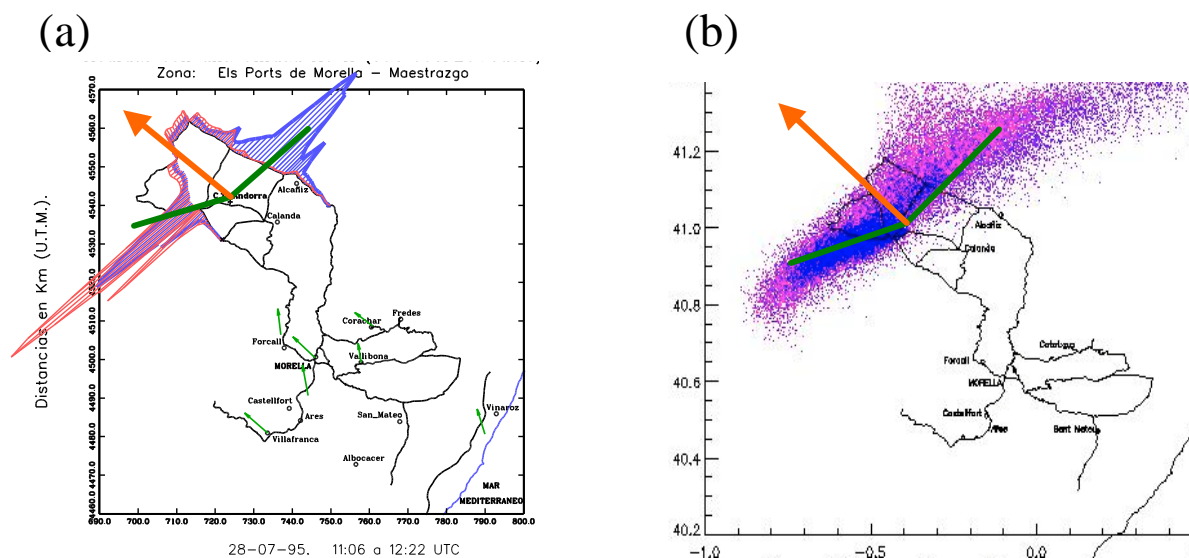 (a)
Zona: Els Ports de Morella – Maestrazgo
Distancias en Km (U.T.M.).
4570.0
4560.0
4550.0
4540.0
4530.0
4510.0
4500.0
4490.0
4480.0
4470.0
4460.0
Alcañiz
Calanda
Corachar
Fredes
Forcall
Vallibona
MORELLA
Castellfort
Ares
San_Mateo
Vinaroz
Villafranca
Albocacer
MAR
MEDITERRANEO
690.0 700.0 710.0 720.0 730.0 740.0 750.0 760.0 770.0 780.0 790.0 800.0
28-07-95. 11:06 a 12:22 UTC
(b)
41.2
41.0
40.8
40.6
40.4
40.2
Alcañiz
Calanda
Forcall
MORELLA
Castellfort
Ares
Sant Mateu
-1.0 -0.5 0.0